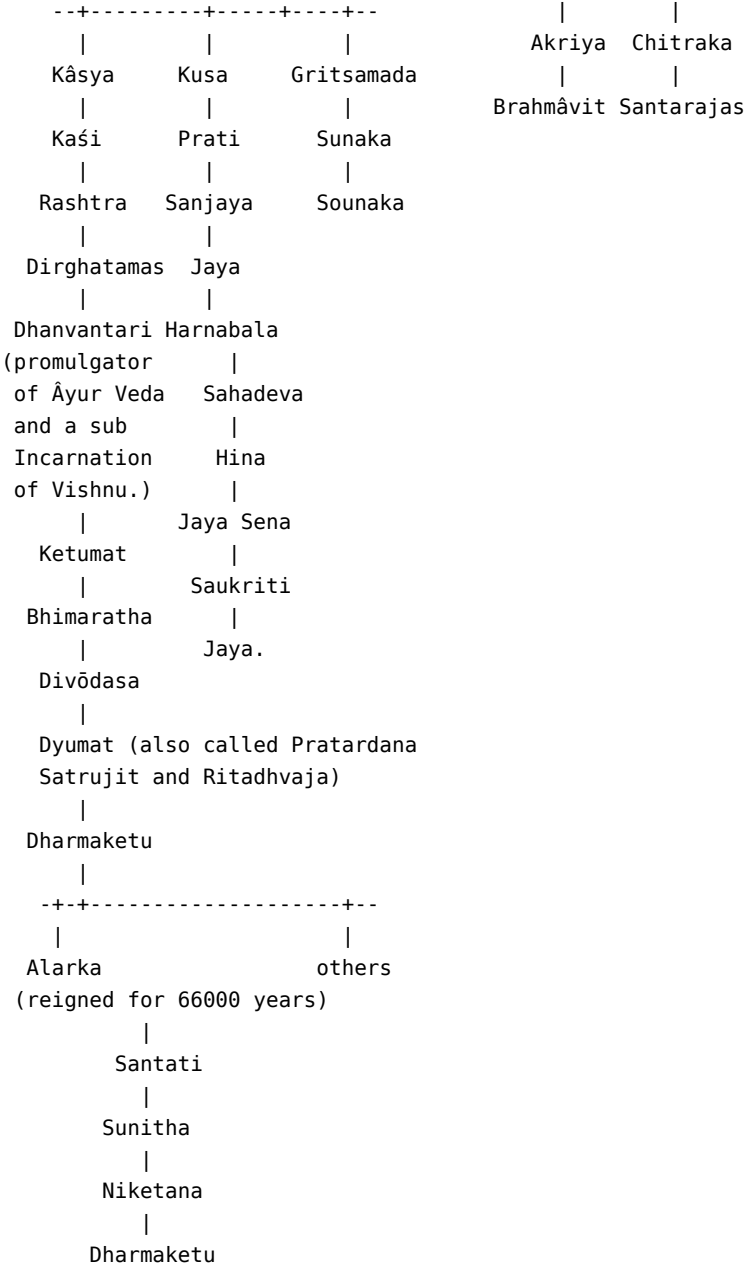 --+---------+-----+----+-- | |
| | | Akriya Chitraka
Kâsya Kusa Gritsamada | |
| | | Brahmâvit Santarajas
Kaśi Prati Sunaka
| | |
Rashtra Sanjaya Sounaka
| |
Dirghatamas Jaya
| |
Dhanvantari Harnabala
(promulgator |
of Âyur Veda Sahadeva
and a sub |
Incarnation Hina
of Vishnu.) |
| Jaya Sena
Ketumat |
| Saukriti
Bhimaratha |
| Jaya.
Divōdasa
|
Dyumat (also called Pratardana
Satrujit and Ritadhvaja)
|
Dharmaketu
|
-+-+--------------------+--
| |
Alarka others
(reigned for 66000 years)
|
Santati
|
Sunitha
|
Niketana
|
Dharmaketu